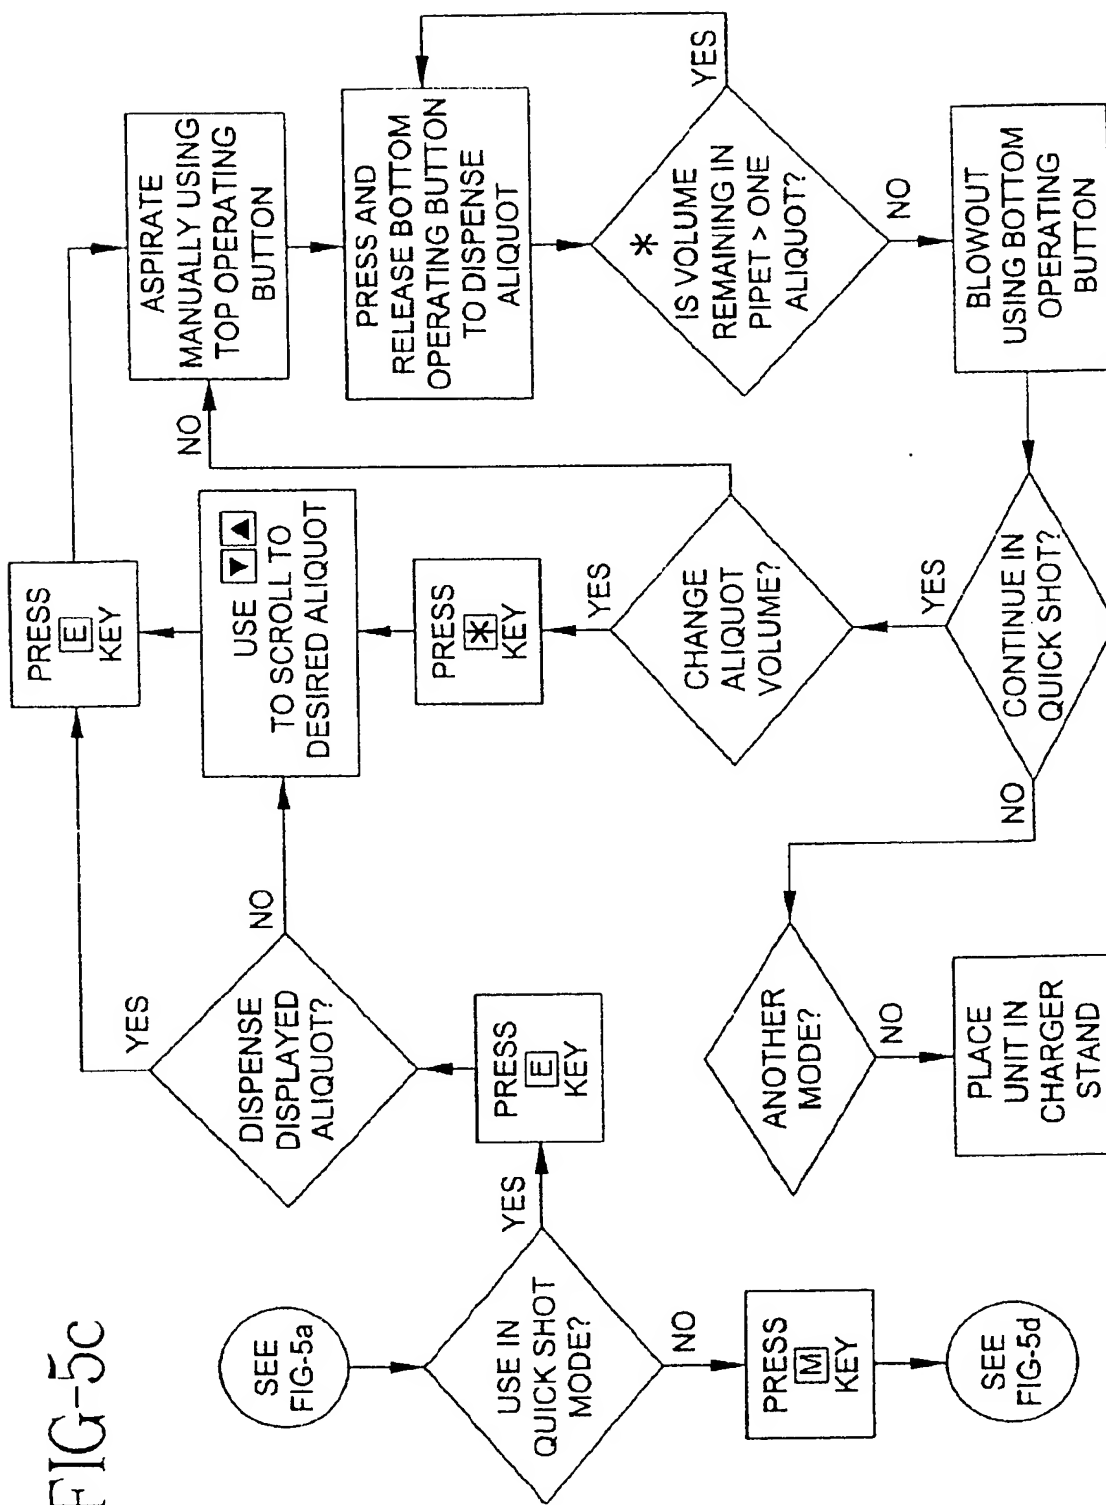 FIG-5c
SEE
FIG-5a
USE IN
QUICK SHOT
MODE?
NO
PRESS
M
KEY
SEE
FIG-5d
YES
PRESS
E
KEY
DISPENSE
DISPLAYED
ALIQUOT?
YES
NO
PRESS
E
KEY
USE ▼ ▲
TO SCROLL TO
DESIRED ALIQUOT
PRESS
*
KEY
YES
CHANGE
ALIQUOT
VOLUME?
NO
YES
CONTINUE IN
QUICK SHOT?
NO
ANOTHER
MODE?
NO
PLACE
UNIT IN
CHARGER
STAND
ASPIRATE
MANUALLY USING
TOP OPERATING
BUTTON
PRESS AND
RELEASE BOTTOM
OPERATING BUTTON
TO DISPENSE
ALIQUOT
*
IS VOLUME
REMAINING IN
PIPET > ONE
ALIQUOT?
YES
NO
BLOWOUT
USING BOTTOM
OPERATING
BUTTON